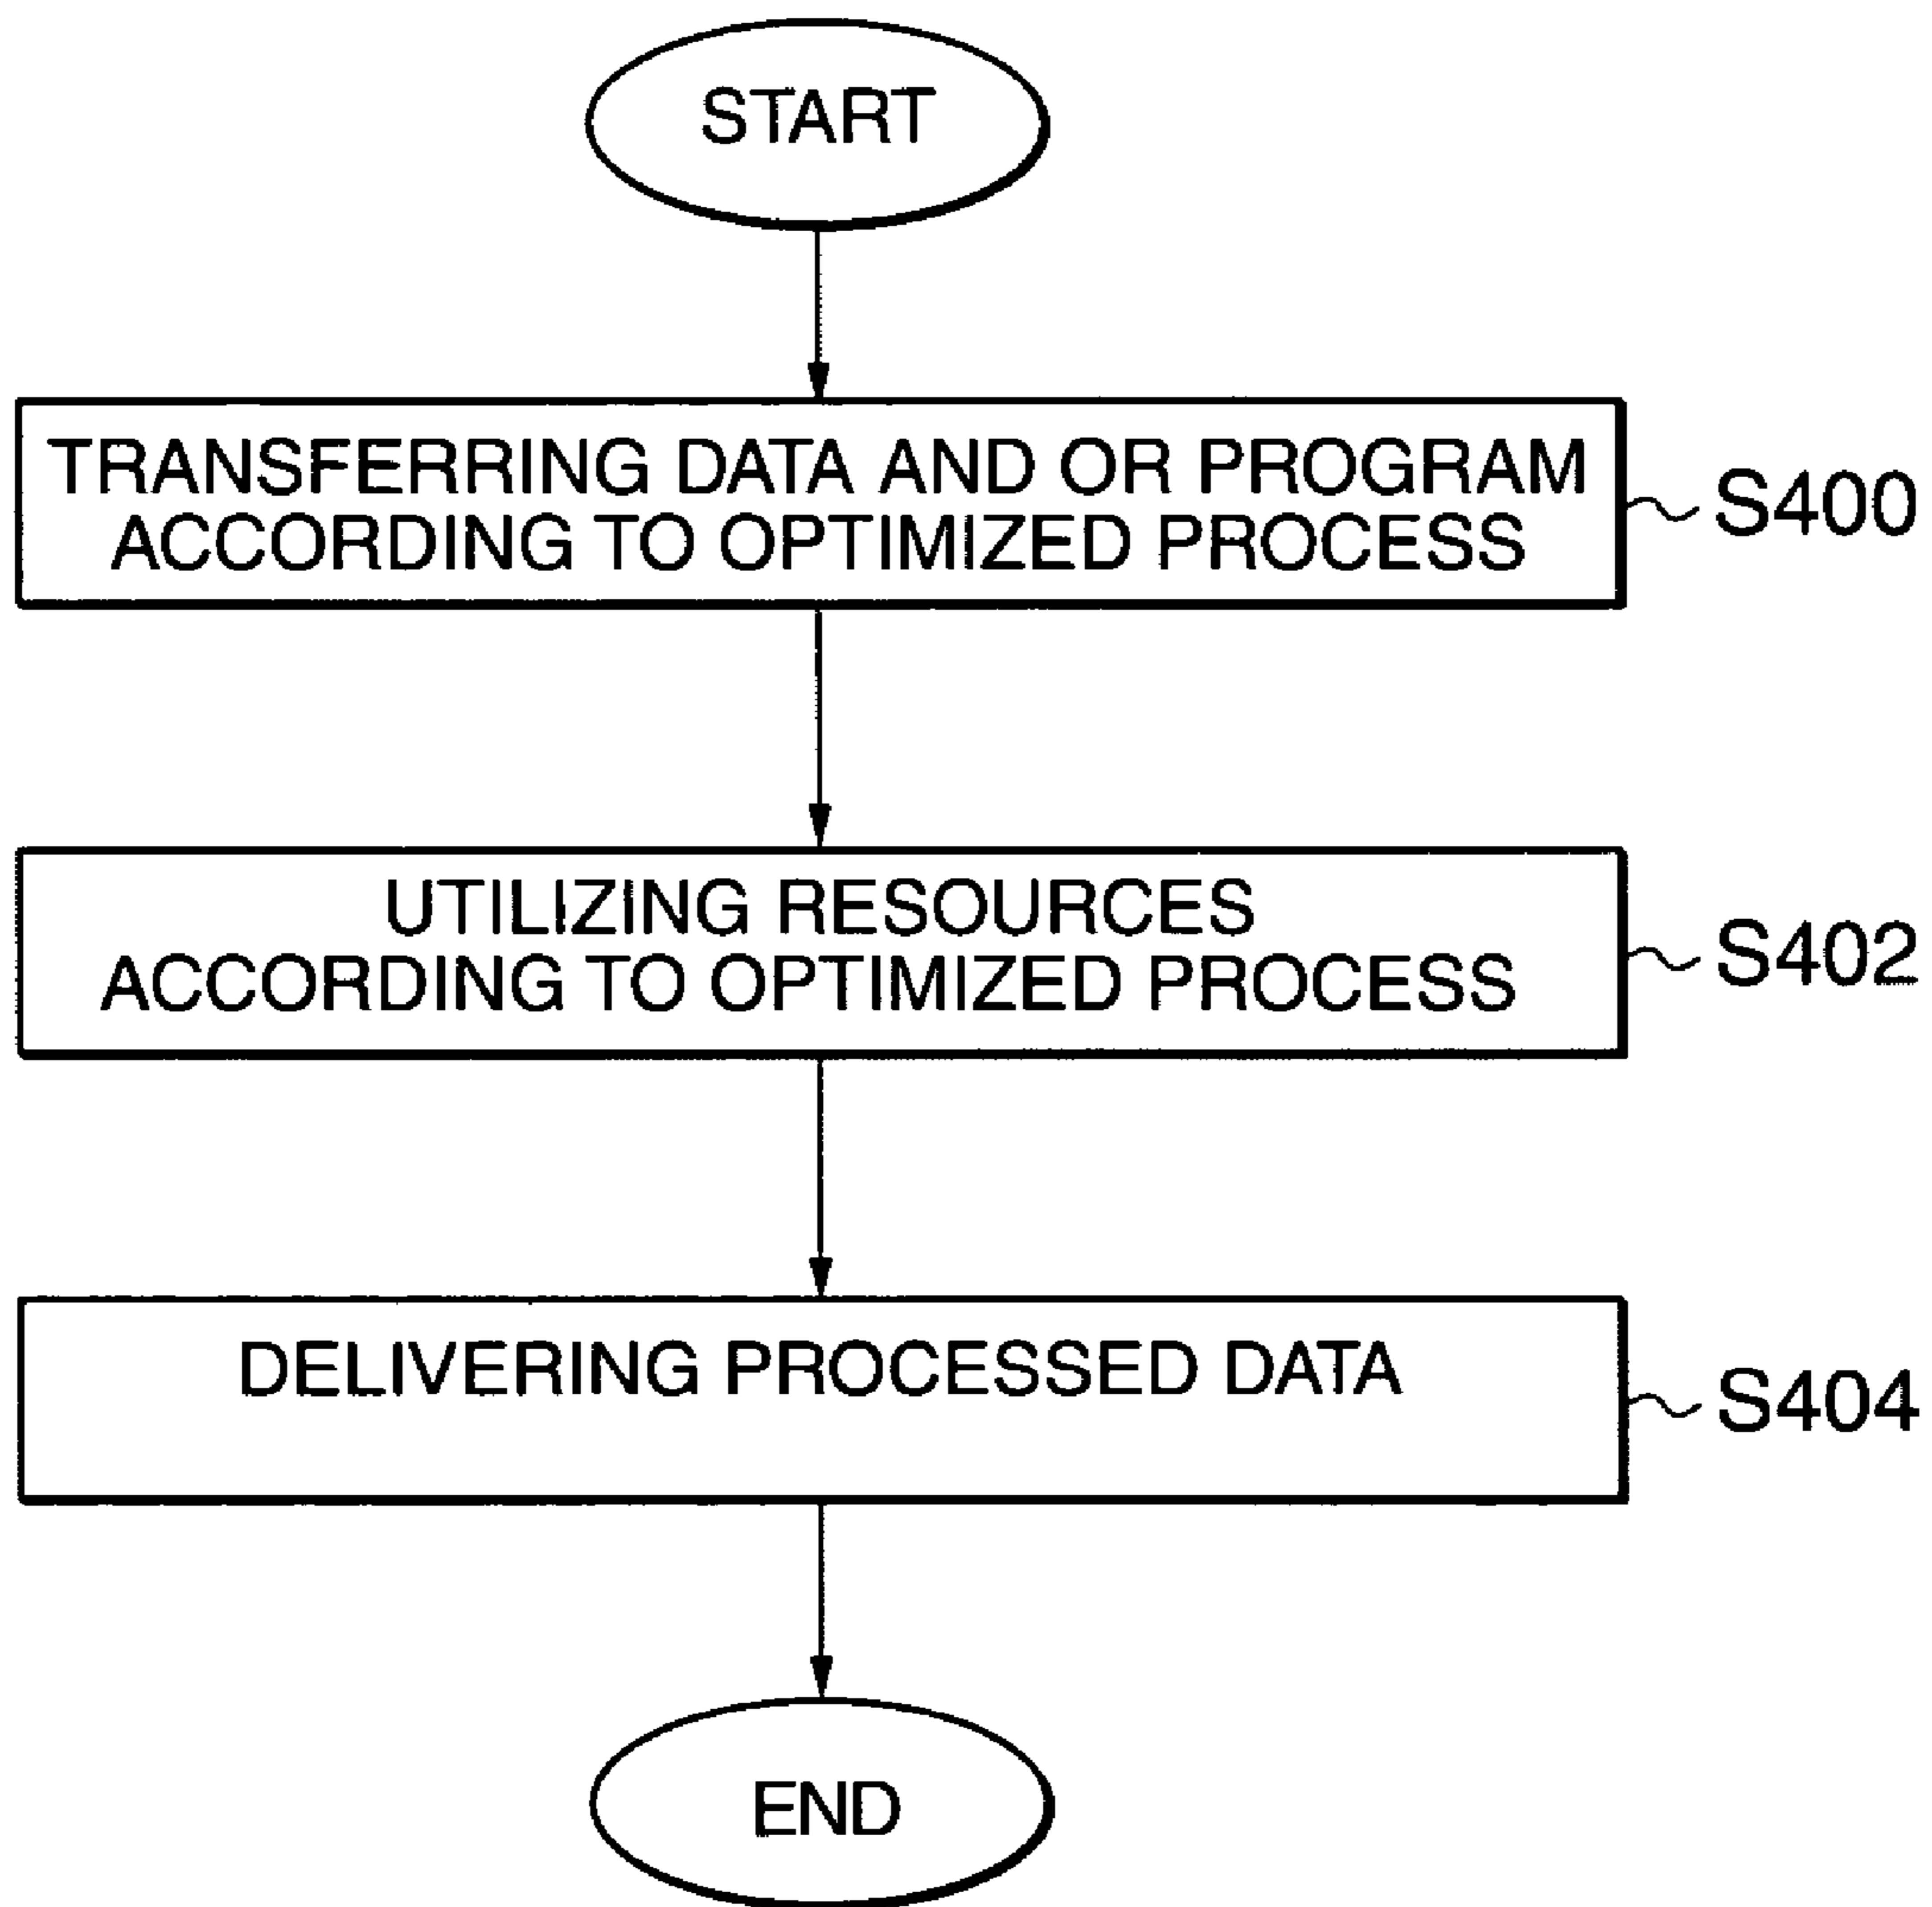 START
TRANSFERRING DATA AND OR PROGRAM
ACCORDING TO OPTIMIZED PROCESS
S400
UTILIZING RESOURCES
ACCORDING TO OPTIMIZED PROCESS
S402
DELIVERING PROCESSED DATA
S404
END